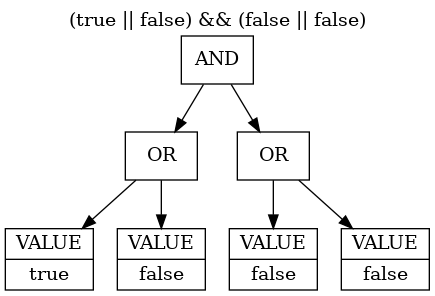 (true || false) && (false || false)
AND
OR OR
VALUE VALUE VALUE VALUE
true false false false